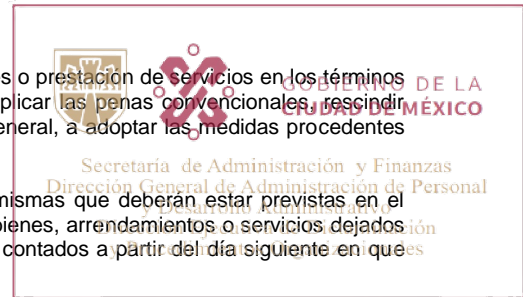 s o prestación de servicios en los términos
plicar las penas convencionales, rescindir
eneral, a adoptar las medidas procedentes
GOBIERNO DE LA
CIUDAD DE MÉXICO
Secretaría de Administración y Finanzas
Dirección General de Administración de Personal
y Desarrollo Administrativo
mismas que deberán estar previstas en el
bienes, arrendamientos o servicios dejados
contados a partir del día siguiente en que